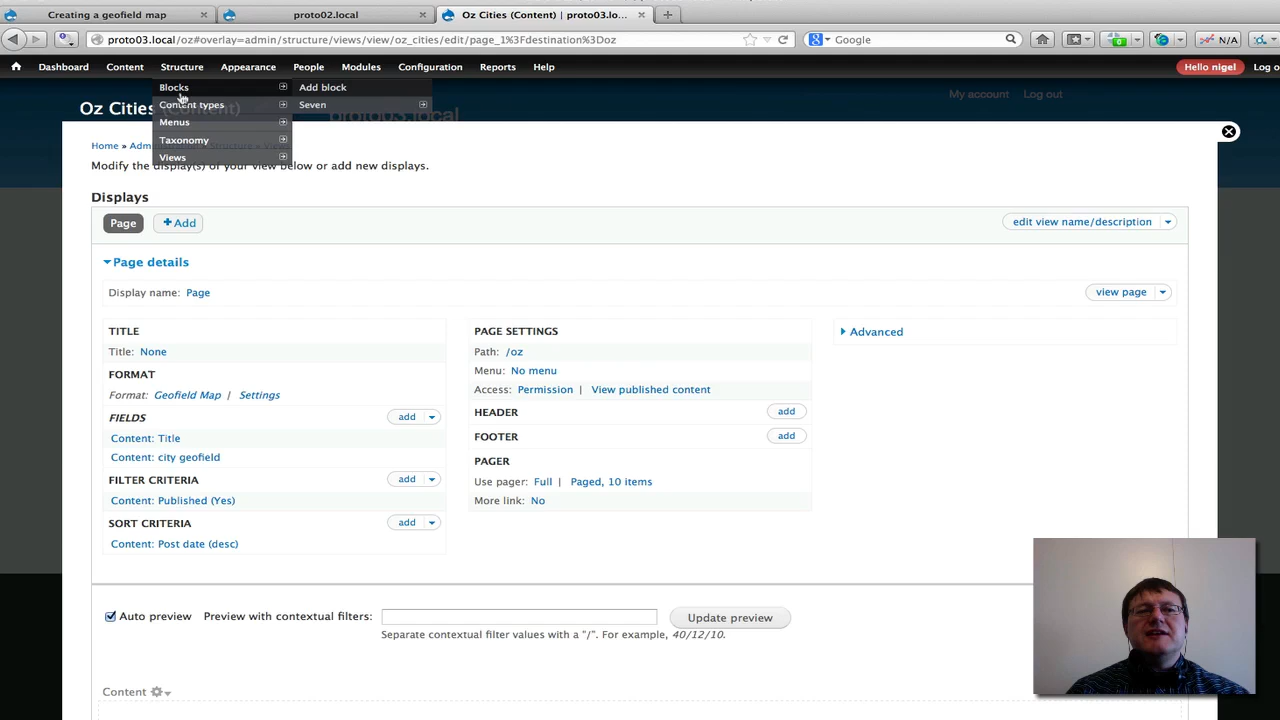 Creating a geofield map
proto02.local
Oz Cities (Content) | proto03.lo...
proto03.local/oz#overlay=admin/structure/views/view/oz_cities/edit/page_1%3Fdestination%3Doz
Google
N/A
Dashboard Content Structure Appearance People Modules Configuration Reports Help
Hello nigel
Log o
Blocks
Add block
Content types
Seven
Menus
Taxonomy
Views
My account Log out
Oz Cities (Content)
proto03.local
Home » Administration » Structure » Views
Modify the display(s) of your view below or add new displays.
Displays
Page
Add
edit view name/description
Page details
Display name: Page
view page
TITLE
Title: None
FORMAT
Format: Geofield Map | Settings
FIELDS
add
Content: Title
Content: city geofield
FILTER CRITERIA
add
Content: Published (Yes)
SORT CRITERIA
add
Content: Post date (desc)
PAGE SETTINGS
Path: /oz
Menu: No menu
Access: Permission | View published content
HEADER
add
FOOTER
add
PAGER
Use pager: Full | Paged, 10 items
More link: No
Advanced
Auto preview
Preview with contextual filters:
Update preview
Separate contextual filter values with a "/". For example, 40/12/10.
Content